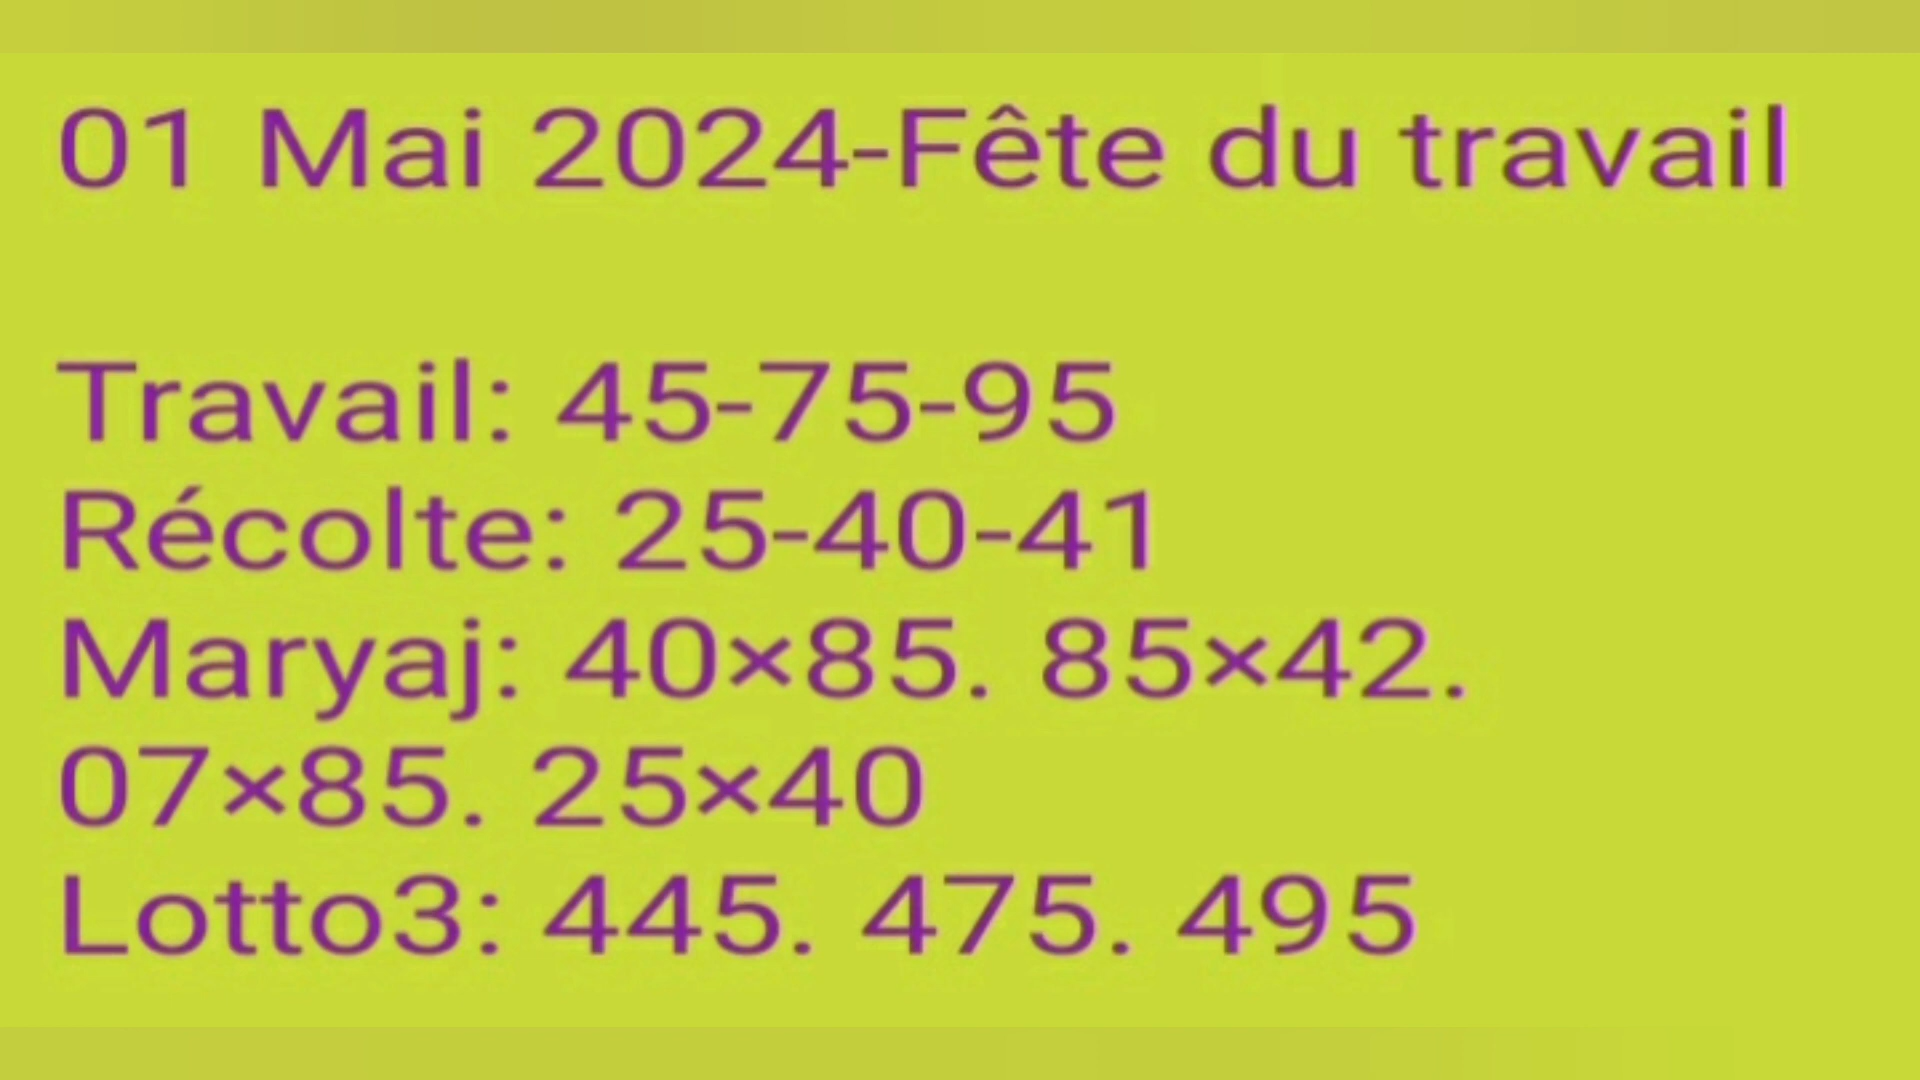 01 Mai 2024-Fête du travail
Travail: 45-75-95
Récolte: 25-40-41
Maryaj: 40×85. 85×42.
07×85. 25×40
Lotto3: 445. 475. 495